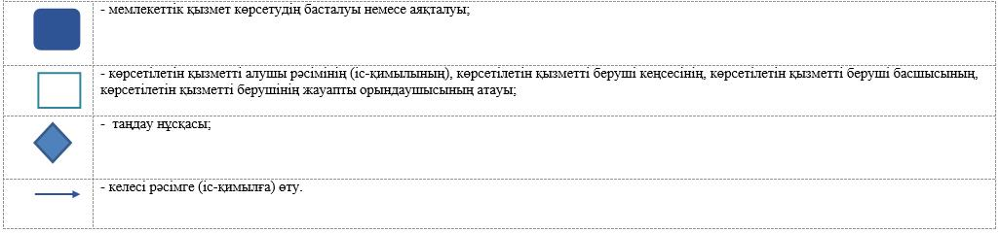 - мемлекеттік қызмет көрсетудің басталуы немесе аяқталуы;
- көрсетілетін қызметті алушы рәсімінің (іс-қимылының), көрсетілетін қызметті беруші кеңсесінің, көрсетілетін қызметті беруші басшысының,
көрсетілетін қызметті берушінің жауапты орындаушысының атауы;
- таңдау нұсқасы;
- келесі рәсімге (іс-қимылға) өту.